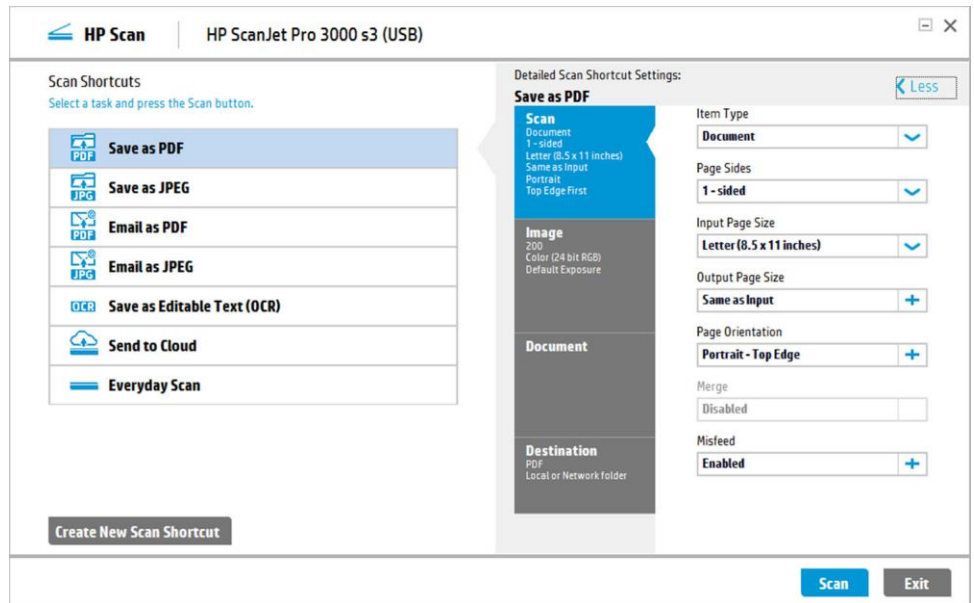 HP Scan
HP ScanJet Pro 3000 s3 (USB)
Scan Shortcuts
Select a task and press the Scan button.
PDF
Save as PDF
JPG
Save as JPEG
PDF
Email as PDF
JPG
Email as JPEG
OCR
Save as Editable Text (OCR)
Send to Cloud
Everyday Scan
Create New Scan Shortcut
Detailed Scan Shortcut Settings:
Save as PDF
Less
Scan
Document
1 - sided
Letter (8.5 x 11 inches)
Same as Input
Portrait
Top Edge First
Image
200
Color (24 bit RGB)
Default Exposure
Document
Destination
PDF
Local or Network folder
Item Type
Document
Page Sides
1 - sided
Input Page Size
Letter (8.5 x 11 inches)
Output Page Size
Same as Input
Page Orientation
Portrait - Top Edge
Merge
Disabled
Misfeed
Enabled
Scan
Exit